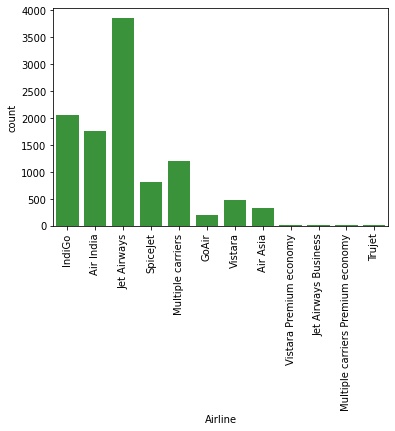 4000
3500
3000
2500
2000
1500
1000
500
0
count
IndiGo
Air India
Jet Airways
SpiceJet
Multiple carriers
GoAir
Vistara
Air Asia
Vistara Premium economy
Jet Airways Business
Multiple carriers Premium economy
Trujet
Airline